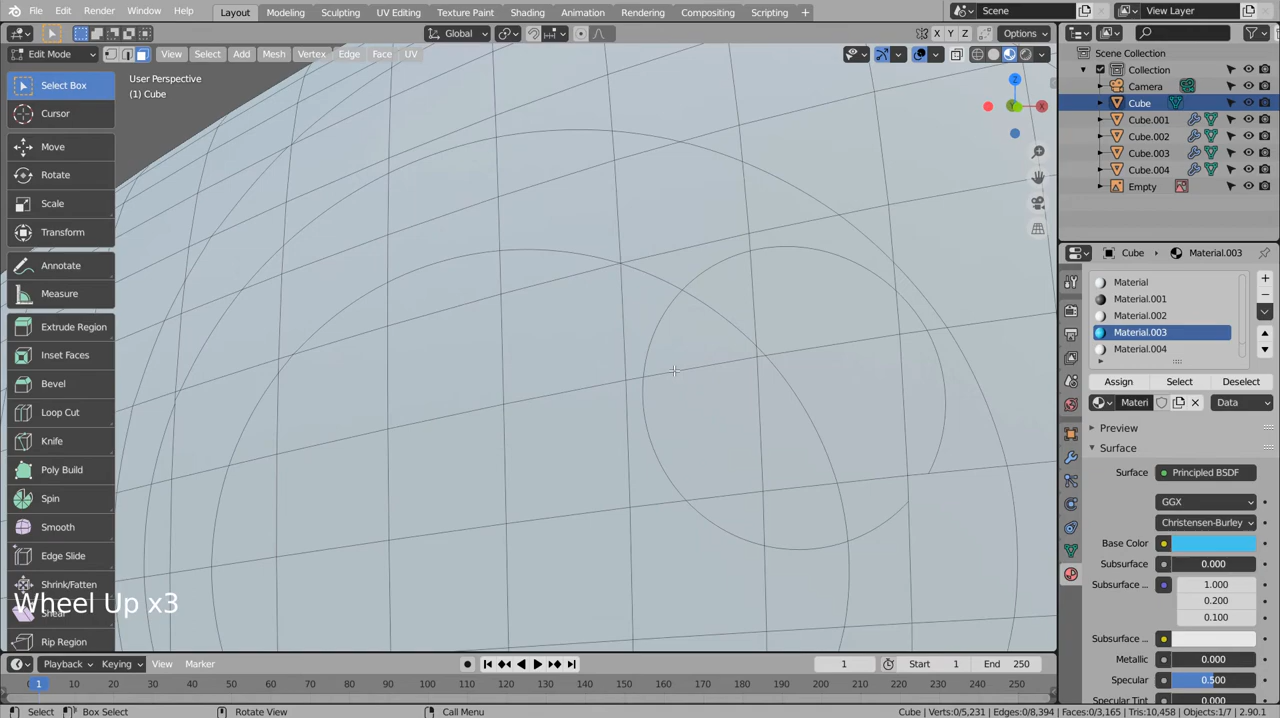 File Edit Render Window Help Layout Modeling Sculpting UV Editing Texture Paint Shading Animation Rendering Compositing Scripting + Scene View Layer
Global Options
X Y Z
Edit Mode View Select Add Mesh Vertex Edge Face UV
Select Box
Cursor
Move
Rotate
Scale
Transform
Annotate
Measure
Extrude Region
Inset Faces
Bevel
Loop Cut
Knife
Poly Build
Spin
Smooth
Edge Slide
Shrink/Fatten
Shear
Rip Region
User Perspective
(1) Cube
Wheel Up x3
Z
Y
X
Scene Collection
Collection
Camera
Cube
Cube.001
Cube.002
Cube.003
Cube.004
Empty
Cube Material.003
Material
Material.001
Material.002
Material.003
Material.004
Assign Select Deselect
Materi Data
Preview
Surface
Surface Principled BSDF
GGX
Christensen-Burley
Base Color
Subsurface 0.000
Subsurface ... 1.000
0.200
0.100
Subsurface ...
Metallic 0.000
Specular 0.500
Specular Tint 0.000
Playback Keying View Marker 1 Start 1 End 250
1 10 20 30 40 50 60 70 80 90 100 110 120 130 140 150 160 170 180 190 200 210 220 230 240 250
Select Box Select Rotate View Call Menu Cube | Verts:0/5,231 | Edges:0/8,394 | Faces:0/3,165 | Tris:10,458 | Objects:1/7 | 2.90.1